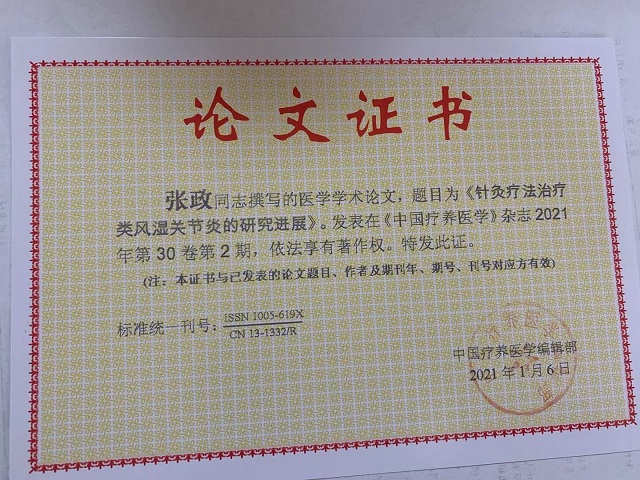 论文证书
张政同志撰写的医学学术论文，题目为《针灸疗法治疗
类风湿关节炎的研究进展》。发表在《中国疗养医学》杂志 2021
年第 30 卷第 2 期，依法享有著作权。特发此证。
(注：本证书与已发表的论文题目、作者及期刊年、期号、刊号对应方有效)
标准统一刊号：
ISSN 1005-619X
CN 13-1332/R
中国疗养医学编辑部
2021 年 1 月 6 日